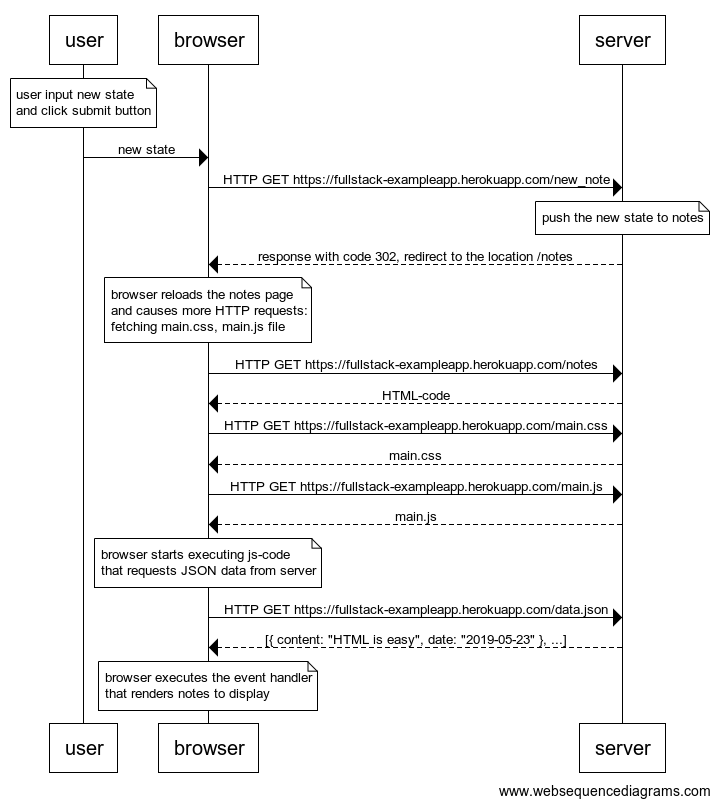 user
browser
server
user input new state
and click submit button
new state
HTTP GET https://fullstack-exampleapp.herokuapp.com/new_note
push the new state to notes
response with code 302, redirect to the location /notes
browser reloads the notes page
and causes more HTTP requests:
fetching main.css, main.js file
HTTP GET https://fullstack-exampleapp.herokuapp.com/notes
HTML-code
HTTP GET https://fullstack-exampleapp.herokuapp.com/main.css
main.css
HTTP GET https://fullstack-exampleapp.herokuapp.com/main.js
main.js
browser starts executing js-code
that requests JSON data from server
HTTP GET https://fullstack-exampleapp.herokuapp.com/data.json
[{ content: "HTML is easy", date: "2019-05-23" }, ...]
browser executes the event handler
that renders notes to display
user
browser
server
www.websequencediagrams.com